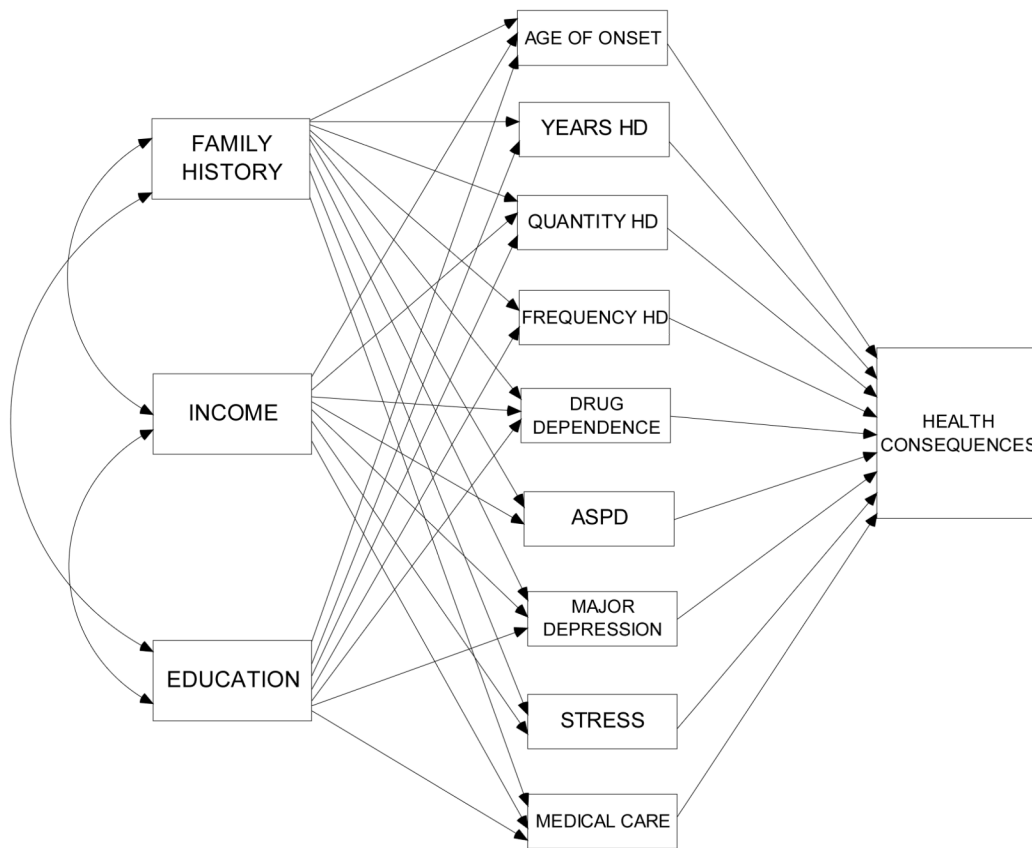 FAMILY
HISTORY
INCOME
EDUCATION
AGE OF ONSET
YEARS HD
QUANTITY HD
FREQUENCY HD
DRUG
DEPENDENCE
ASPD
MAJOR
DEPRESSION
STRESS
MEDICAL CARE
HEALTH
CONSEQUENCES